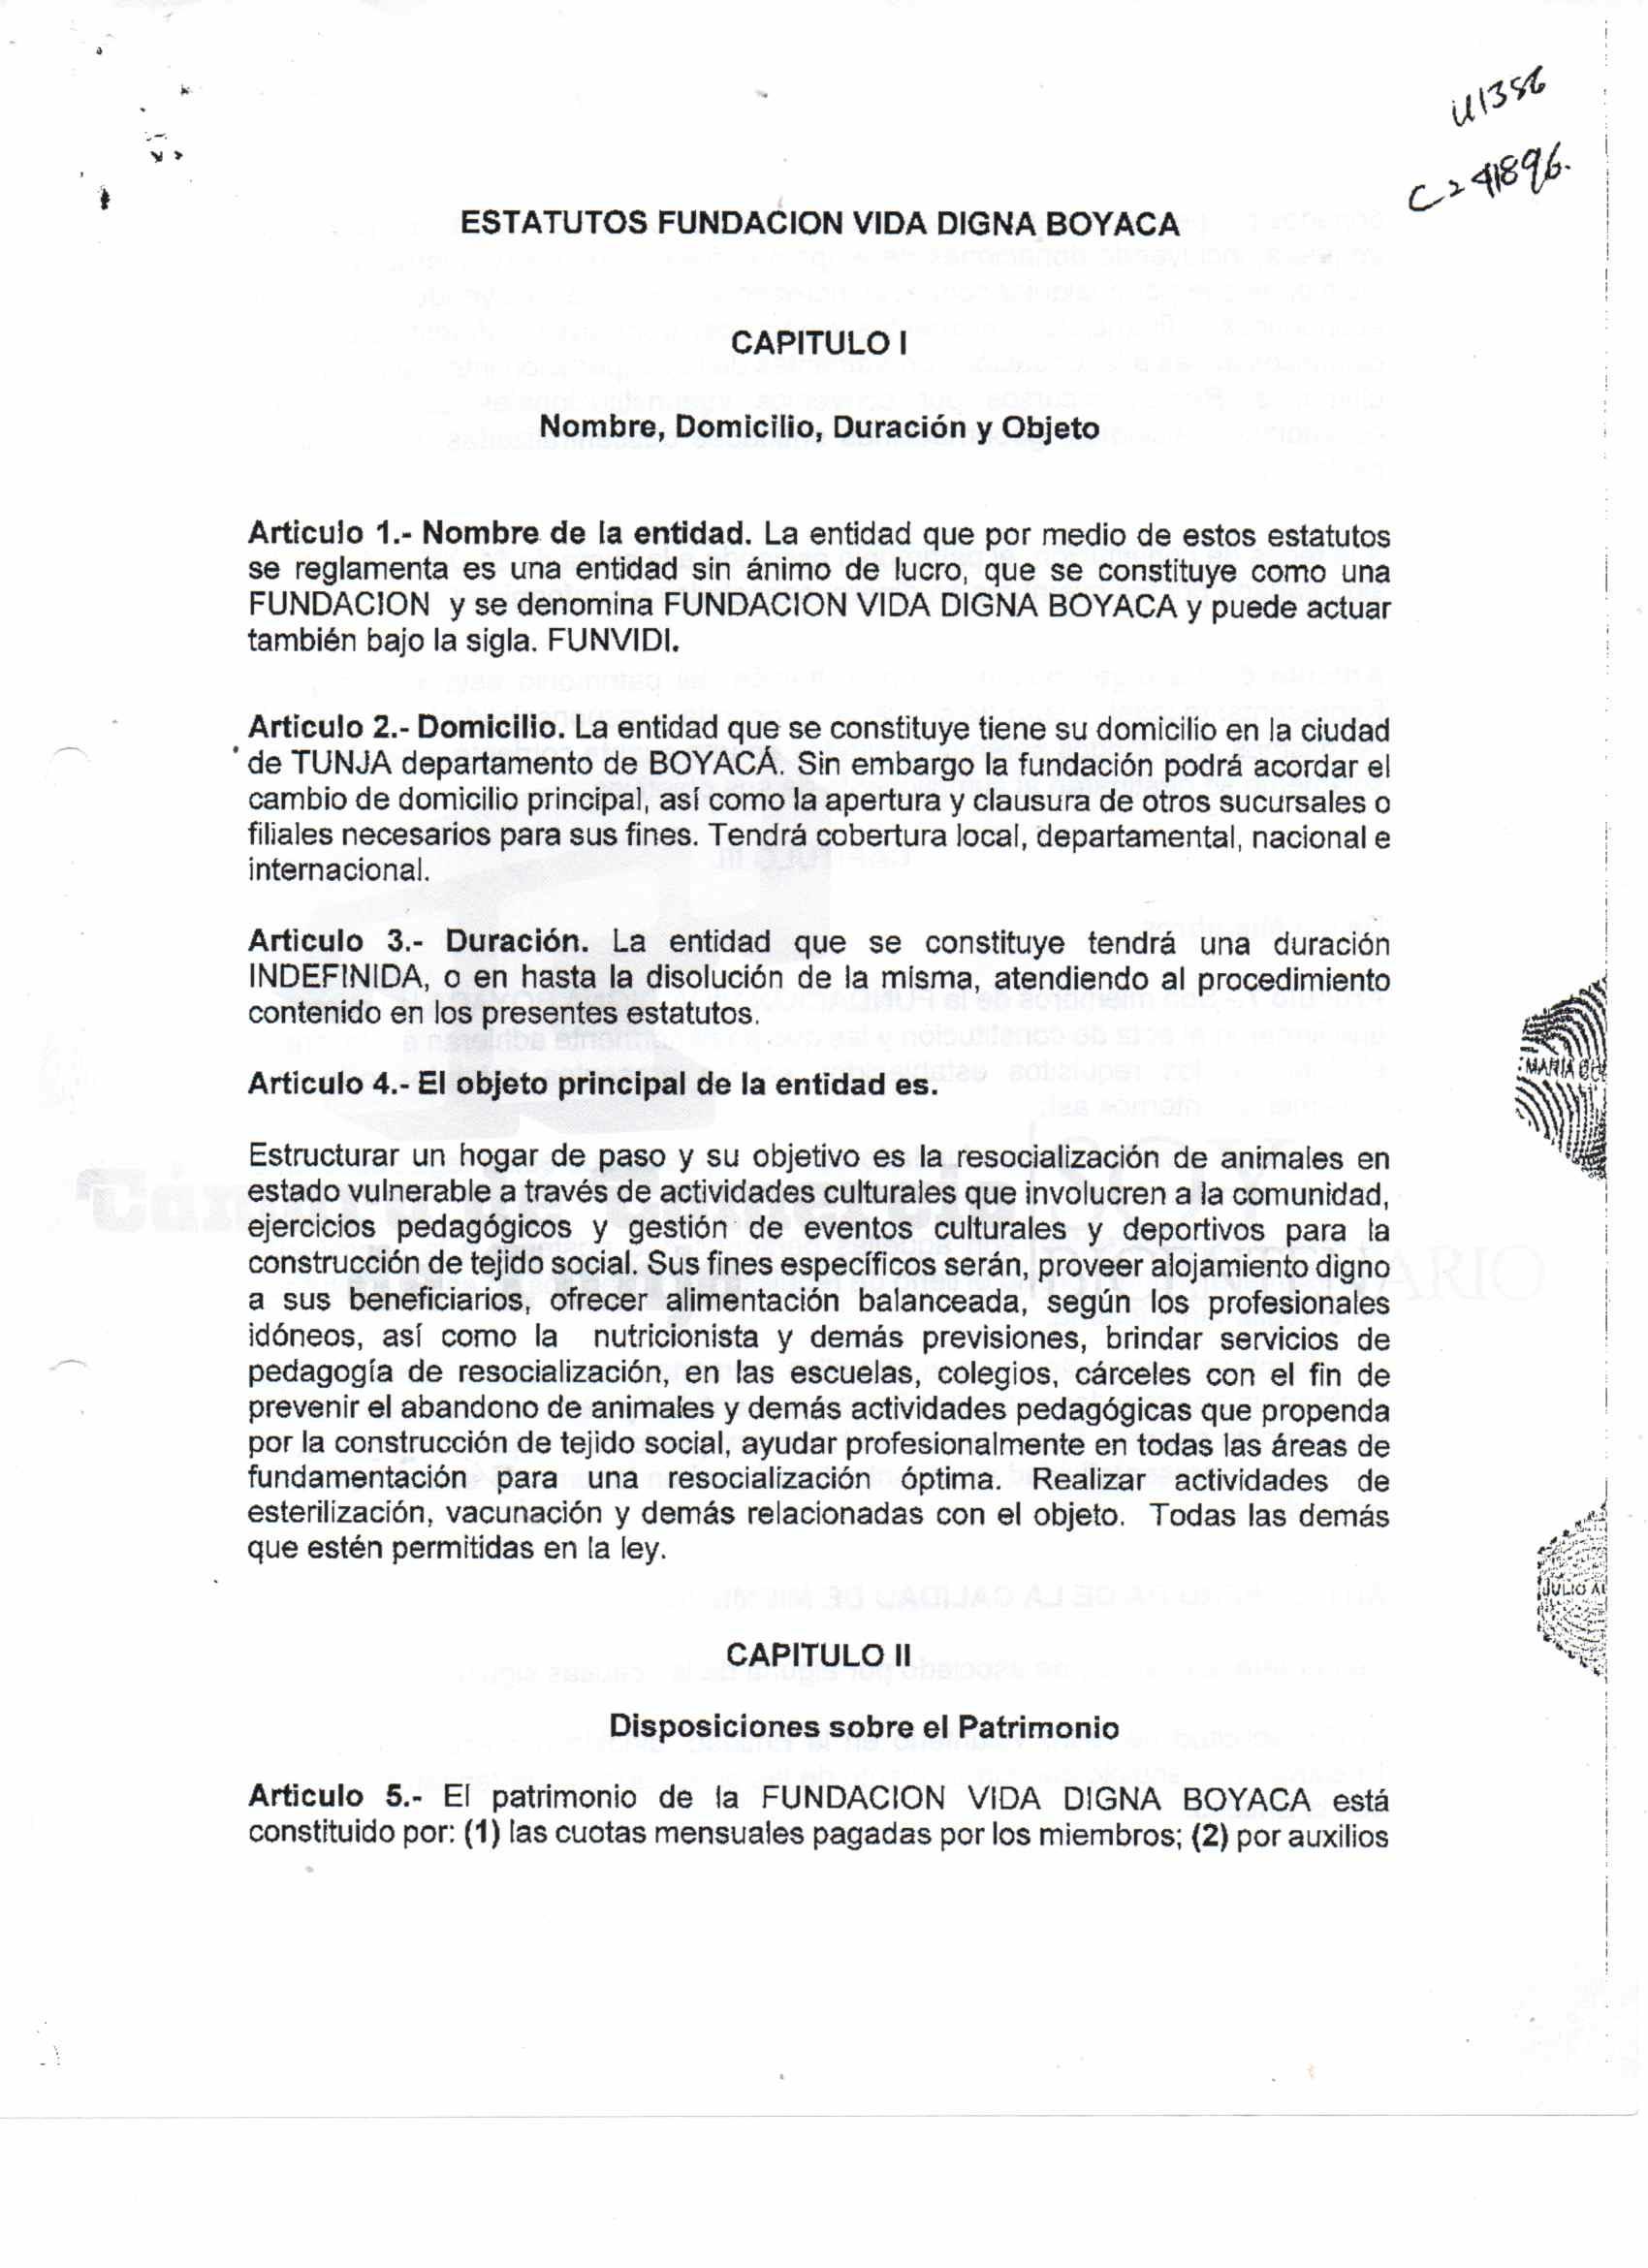 U1356
C2 41896.
ESTATUTOS FUNDACION VIDA DIGNA BOYACA
CAPITULO I
Nombre, Domicilio, Duración y Objeto
Articulo 1.- Nombre de la entidad. La entidad que por medio de estos estatutos
se reglamenta es una entidad sin ánimo de lucro, que se constituye como una
FUNDACION y se denomina FUNDACION VIDA DIGNA BOYACA y puede actuar
también bajo la sigla. FUNVIDI.
Articulo 2.- Domicilio. La entidad que se constituye tiene su domicilio en la ciudad
de TUNJA departamento de BOYACÁ. Sin embargo la fundación podrá acordar el
cambio de domicilio principal, así como la apertura y clausura de otros sucursales o
filiales necesarios para sus fines. Tendrá cobertura local, departamental, nacional e
internacional.
Articulo 3.- Duración. La entidad que se constituye tendrá una duración
INDEFINIDA, o en hasta la disolución de la misma, atendiendo al procedimiento
contenido en los presentes estatutos.
Articulo 4.- El objeto principal de la entidad es.
Estructurar un hogar de paso y su objetivo es la resocialización de animales en
estado vulnerable a través de actividades culturales que involucren a la comunidad,
ejercicios pedagógicos y gestión de eventos culturales y deportivos para la
construcción de tejido social. Sus fines específicos serán, proveer alojamiento digno
a sus beneficiarios, ofrecer alimentación balanceada, según los profesionales
idóneos, así como la nutricionista y demás previsiones, brindar servicios de
pedagogía de resocialización, en las escuelas, colegios, cárceles con el fin de
prevenir el abandono de animales y demás actividades pedagógicas que propenda
por la construcción de tejido social, ayudar profesionalmente en todas las áreas de
fundamentación para una resocialización óptima. Realizar actividades de
esterilización, vacunación y demás relacionadas con el objeto. Todas las demás
que estén permitidas en la ley.
Cámara de Comercio
de Tunja
BICENTENARIO
MARIA
JULIO
CAPITULO II
Disposiciones sobre el Patrimonio
Articulo 5.- El patrimonio de la FUNDACION VIDA DIGNA BOYACA está
constituido por: (1) las cuotas mensuales pagadas por los miembros; (2) por auxilios